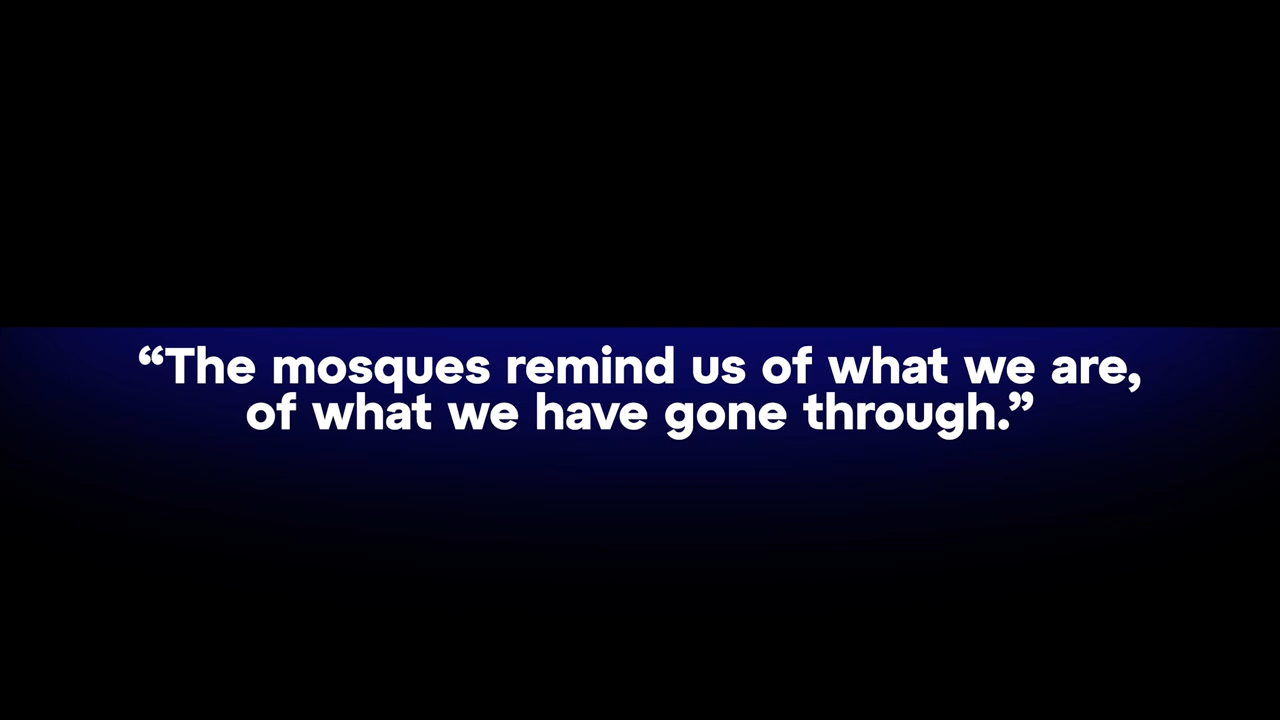 “The mosques remind us of what we are,
of what we have gone through.”